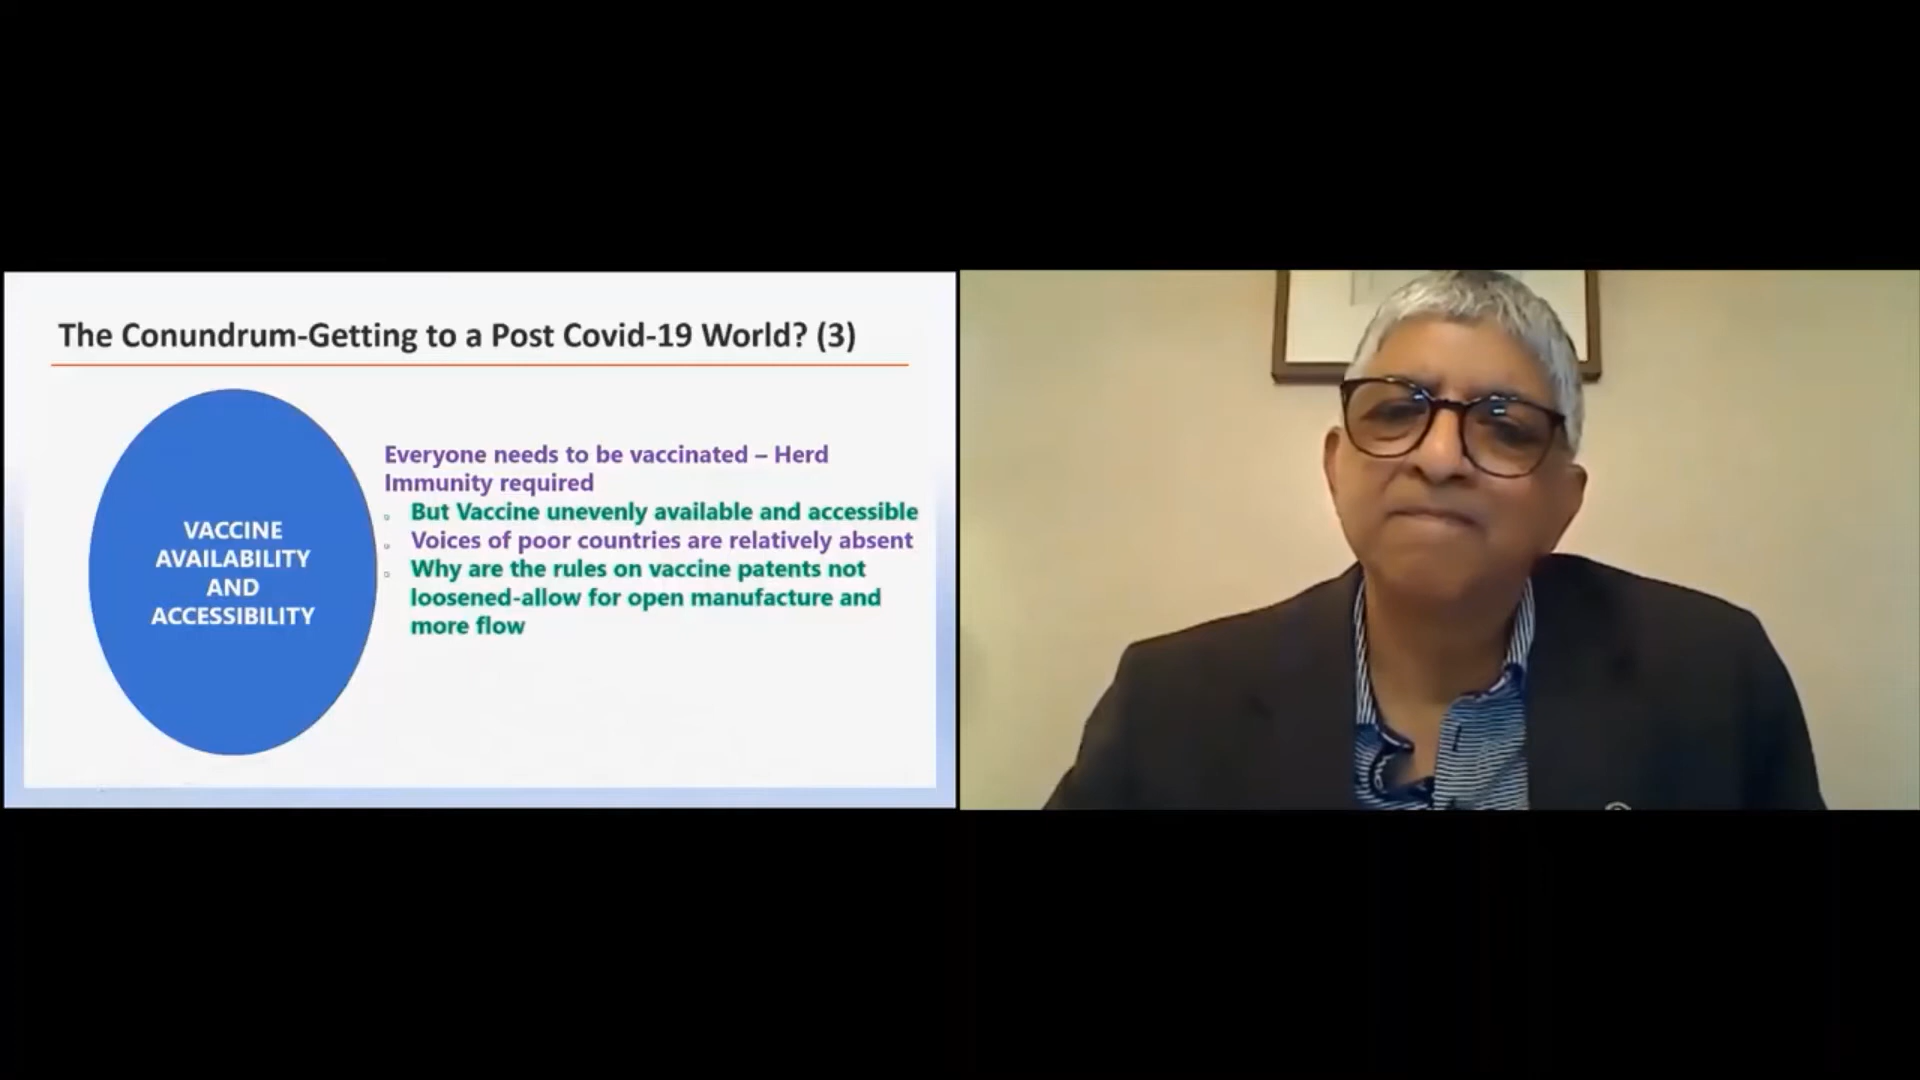 The Conundrum-Getting to a Post Covid-19 World? (3)
VACCINE
AVAILABILITY
AND
ACCESSIBILITY
Everyone needs to be vaccinated – Herd
Immunity required
But Vaccine unevenly available and accessible
Voices of poor countries are relatively absent
Why are the rules on vaccine patents not
loosened-allow for open manufacture and
more flow